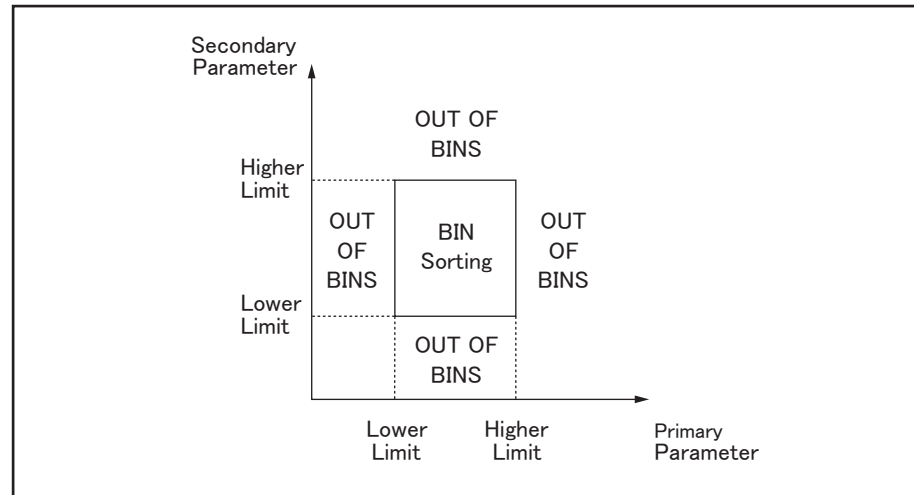 Secondary
Parameter
OUT OF
BINS
Higher
Limit
OUT
OF
BINS
BIN
Sorting
OUT
OF
BINS
Lower
Limit
OUT OF
BINS
Lower
Limit
Higher
Limit
Primary
Parameter